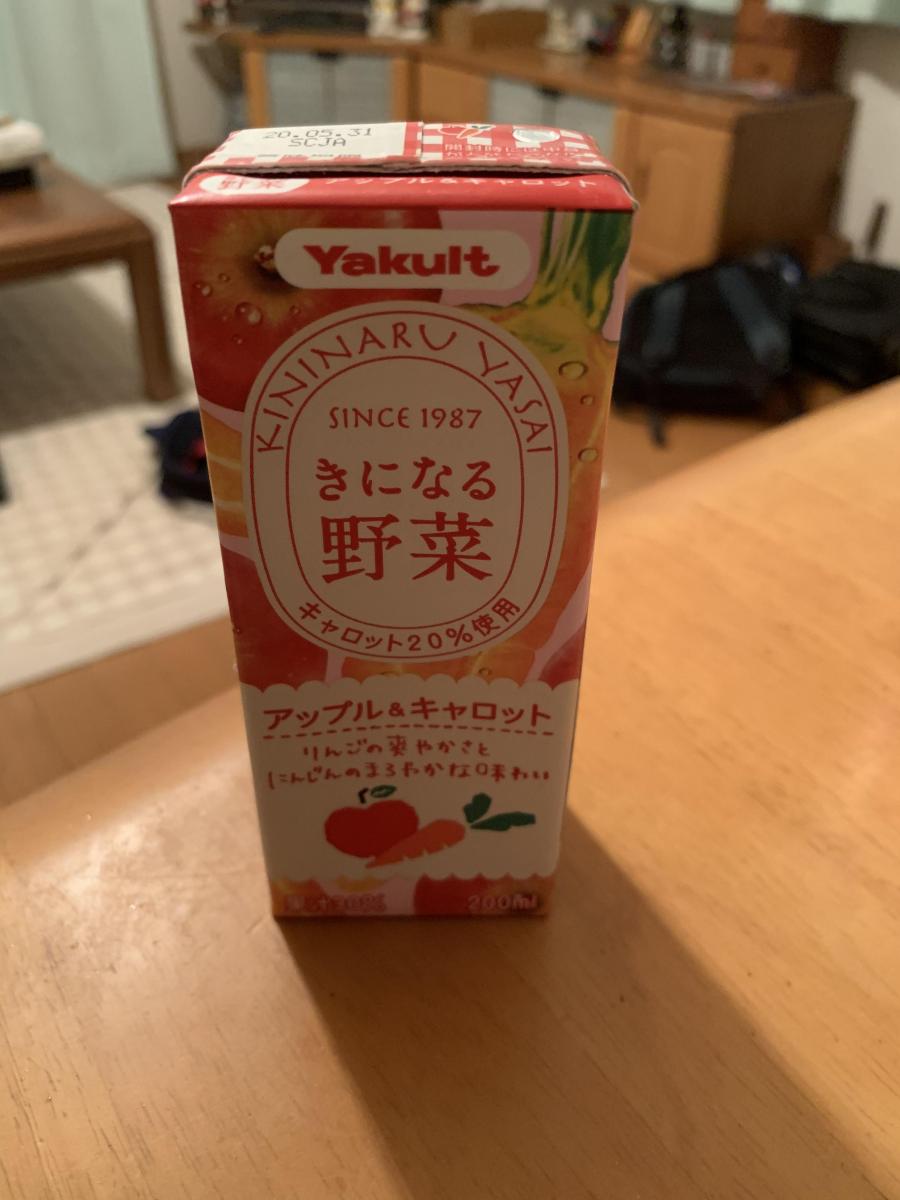 20.05.31
SCJA
野菜 アップル&キャロット
Yakult
KININARU YASAI
SINCE 1987
きになる
野菜
キャロット20%使用
アップル&キャロット
りんごの爽やかさと
にんじんのまろやかな味わい
200ml